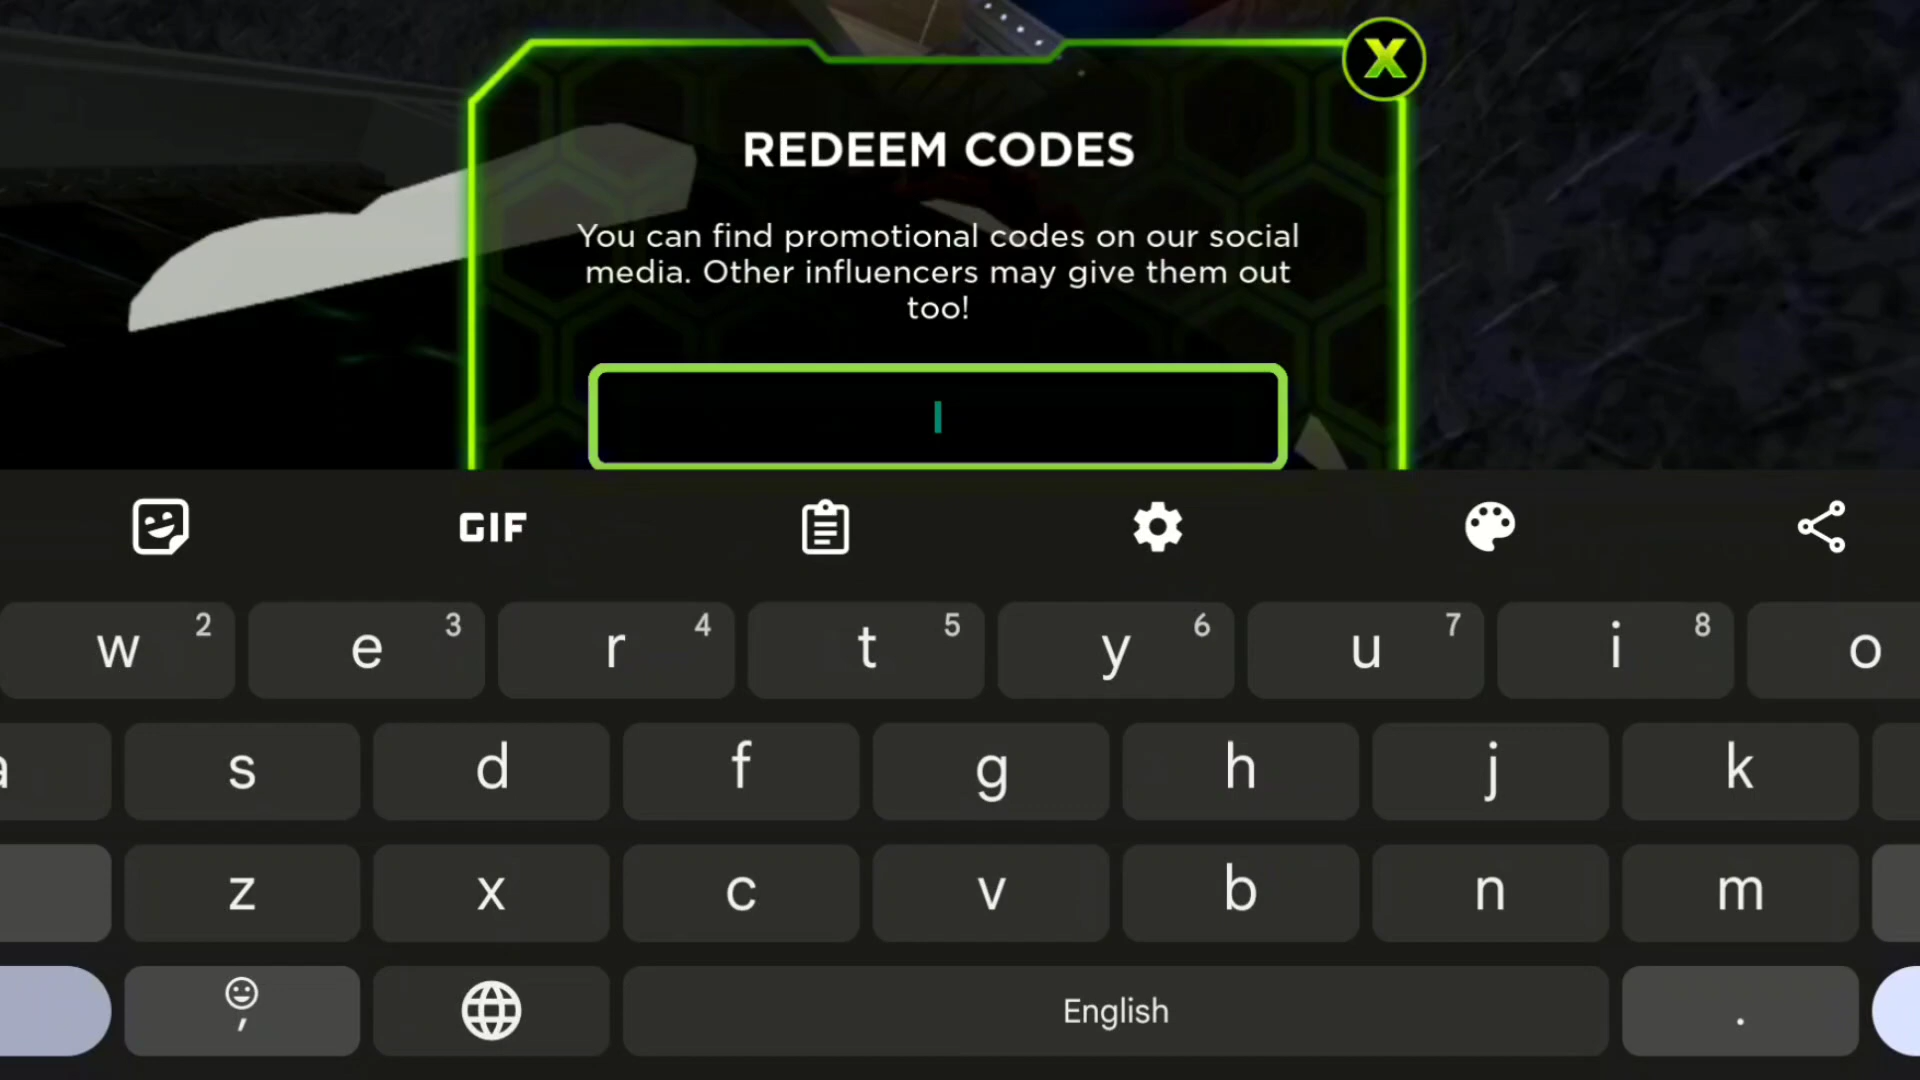 X
REDEEM CODES
You can find promotional codes on our social
media. Other influencers may give them out
too!
GIF
w 2 e 3 r 4 t 5 y 6 u 7 i 8 o
a s d f g h j k
z x c v b n m
, English .